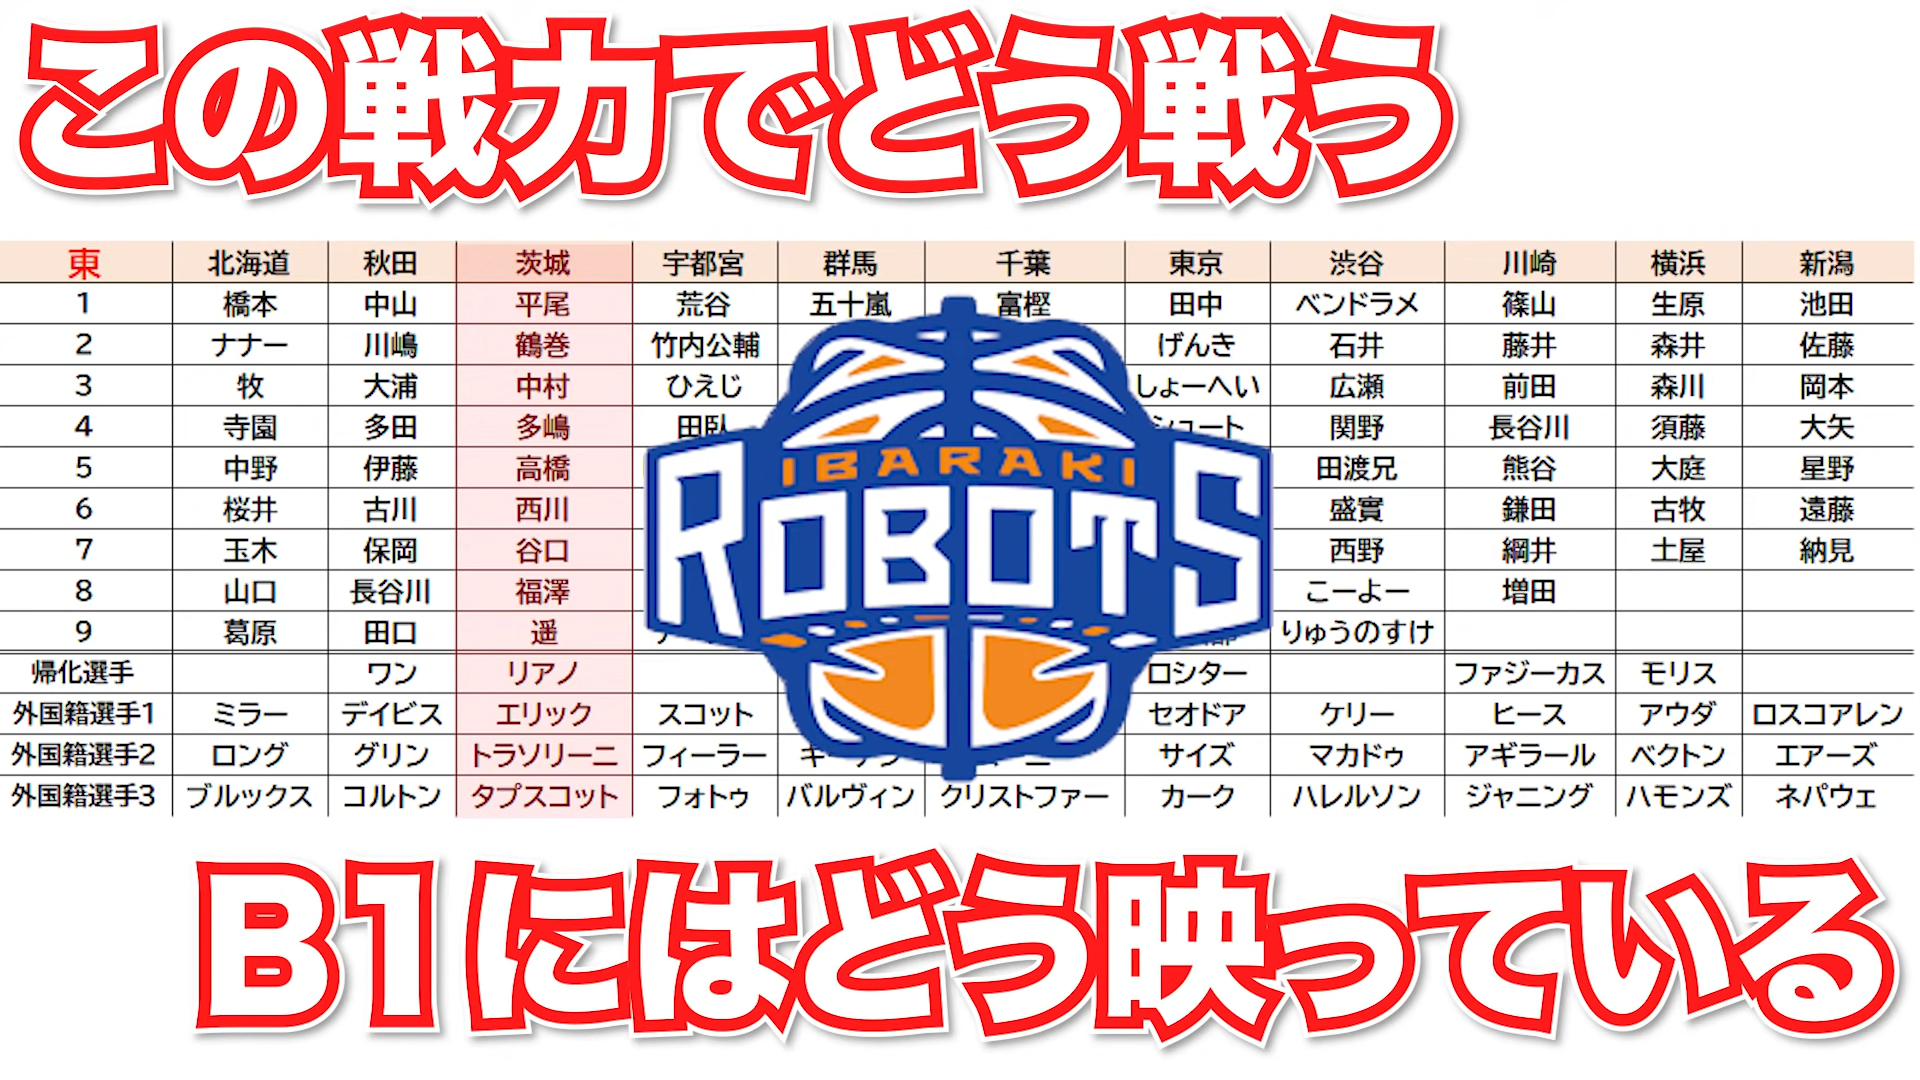 この戦力でどう戦う
東 北海道 秋田 茨城 宇都宮 群馬 千葉 東京 渋谷 川崎 横浜 新潟
1 橋本 中山 平尾 荒谷 五十嵐 富樫 田中 ベンドラメ 篠山 生原 池田
2 ナナー 川嶋 鶴巻 竹内公輔 げんき 石井 藤井 森井 佐藤
3 牧 大浦 中村 ひえじ しょーへい 広瀬 前田 森川 岡本
4 寺園 多田 多嶋 田臥 シュート 関野 長谷川 須藤 大矢
5 中野 伊藤 高橋 田渡兄 熊谷 大庭 星野
6 桜井 古川 西川 盛實 鎌田 古牧 遠藤
7 玉木 保岡 谷口 西野 綱井 土屋 納見
8 山口 長谷川 福澤 こーよー 増田
9 葛原 田口 遥 りゅうのすけ
帰化選手 ワン リアノ ロシター ファジーカス モリス
外国籍選手1 ミラー デイビス エリック スコット セオドア ケリー ヒース アウダ ロスコアレン
外国籍選手2 ロング グリン トラソリーニ フィーラー サイズ マカドゥ アギラール ベクトン エアーズ
外国籍選手3 ブルックス コルトン タプスコット フォトゥ バルヴィン クリストファー カーク ハレルソン ジャニング ハモンズ ネパウェ
IBARAKI
ROBOTS
B1にはどう映っている